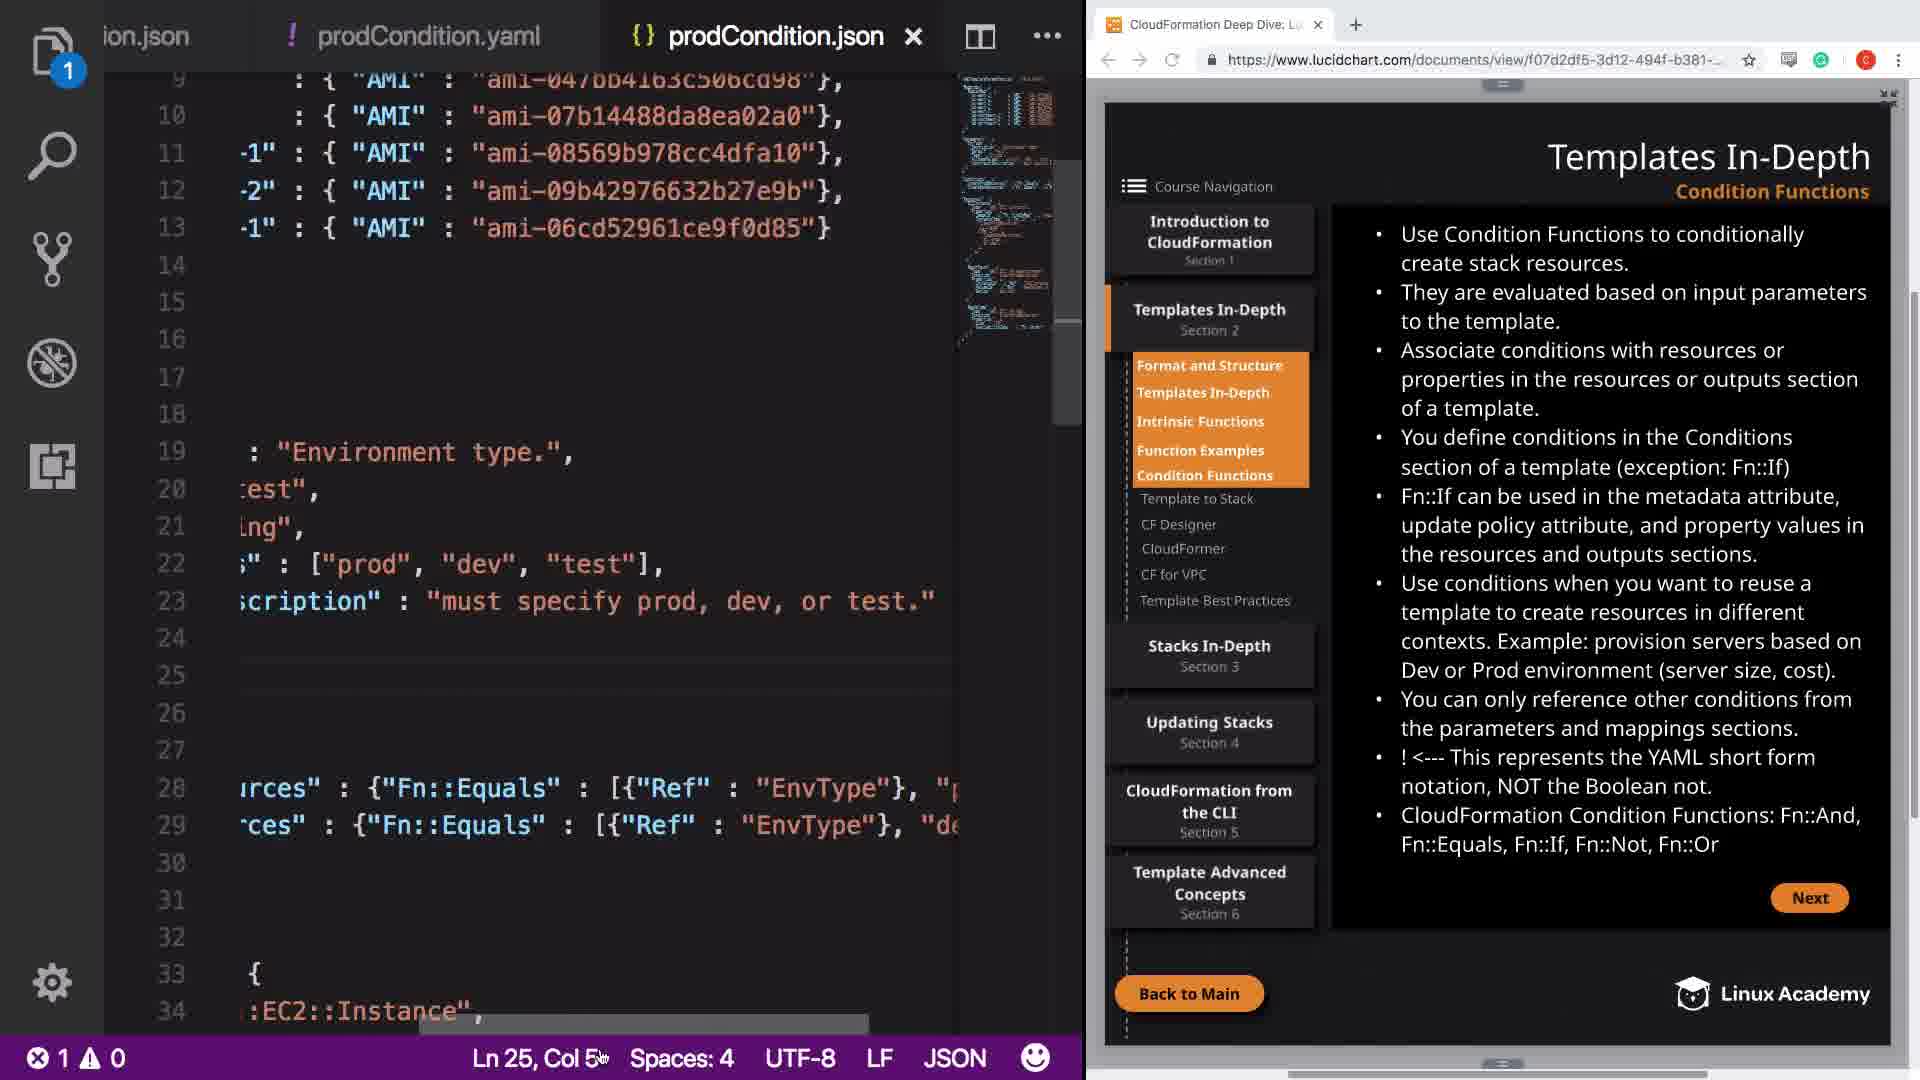 ion.json
! prodCondition.yaml
{} prodCondition.json
1
9 : { "AMI" : "ami-047bb4163c506cd98"},
10 : { "AMI" : "ami-07b14488da8ea02a0"},
11 -1" : { "AMI" : "ami-08569b978cc4dfa10"},
12 -2" : { "AMI" : "ami-09b42976632b27e9b"},
13 -1" : { "AMI" : "ami-06cd52961ce9f0d85"}
14
15
16
17
18
19 : "Environment type.",
20 test",
21 ing",
22 s" : ["prod", "dev", "test"],
23 scription" : "must specify prod, dev, or test."
24
25
26
27
28 urces" : {"Fn::Equals" : [{"Ref" : "EnvType"}, "p
29 rces" : {"Fn::Equals" : [{"Ref" : "EnvType"}, "de
30
31
32
33 {
34 :EC2::Instance",
1 0
Ln 25, Col 5
Spaces: 4
UTF-8
LF
JSON
CloudFormation Deep Dive: Lu
https://www.lucidchart.com/documents/view/f07d2df5-3d12-494f-b381-...
C
Templates In-Depth
Condition Functions
Course Navigation
Introduction to
CloudFormation
Section 1
Templates In-Depth
Section 2
Format and Structure
Templates In-Depth
Intrinsic Functions
Function Examples
Condition Functions
Template to Stack
CF Designer
CloudFormer
CF for VPC
Template Best Practices
Stacks In-Depth
Section 3
Updating Stacks
Section 4
CloudFormation from
the CLI
Section 5
Template Advanced
Concepts
Section 6
Back to Main
• Use Condition Functions to conditionally
create stack resources.
• They are evaluated based on input parameters
to the template.
• Associate conditions with resources or
properties in the resources or outputs section
of a template.
• You define conditions in the Conditions
section of a template (exception: Fn::If)
• Fn::If can be used in the metadata attribute,
update policy attribute, and property values in
the resources and outputs sections.
• Use conditions when you want to reuse a
template to create resources in different
contexts. Example: provision servers based on
Dev or Prod environment (server size, cost).
• You can only reference other conditions from
the parameters and mappings sections.
• ! <--- This represents the YAML short form
notation, NOT the Boolean not.
• CloudFormation Condition Functions: Fn::And,
Fn::Equals, Fn::If, Fn::Not, Fn::Or
Next
Linux Academy